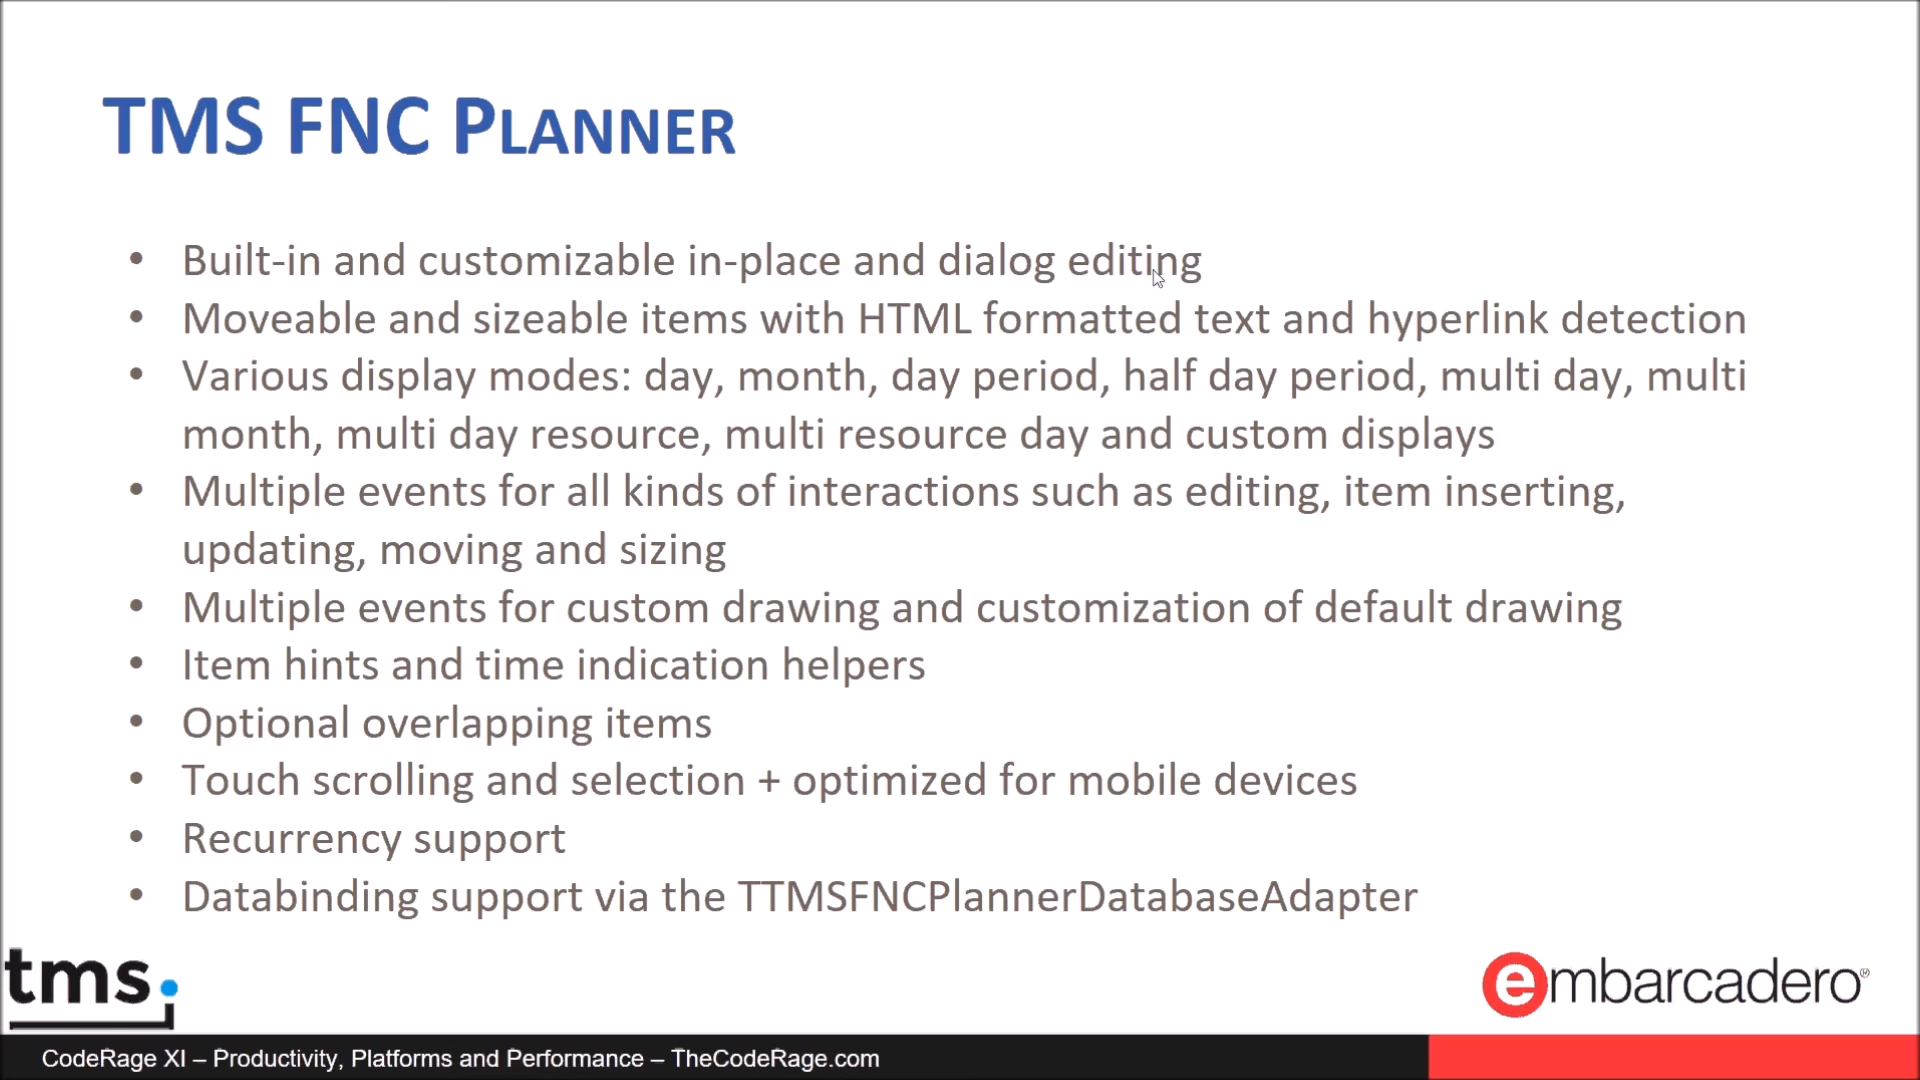 TMS FNC PLANNER
• Built-in and customizable in-place and dialog editing
• Moveable and sizeable items with HTML formatted text and hyperlink detection
• Various display modes: day, month, day period, half day period, multi day, multi
month, multi day resource, multi resource day and custom displays
• Multiple events for all kinds of interactions such as editing, item inserting,
updating, moving and sizing
• Multiple events for custom drawing and customization of default drawing
• Item hints and time indication helpers
• Optional overlapping items
• Touch scrolling and selection + optimized for mobile devices
• Recurrency support
• Databinding support via the TTMSFNCPlannerDatabaseAdapter
tms.
embarcadero®
CodeRage XI – Productivity, Platforms and Performance – TheCodeRage.com